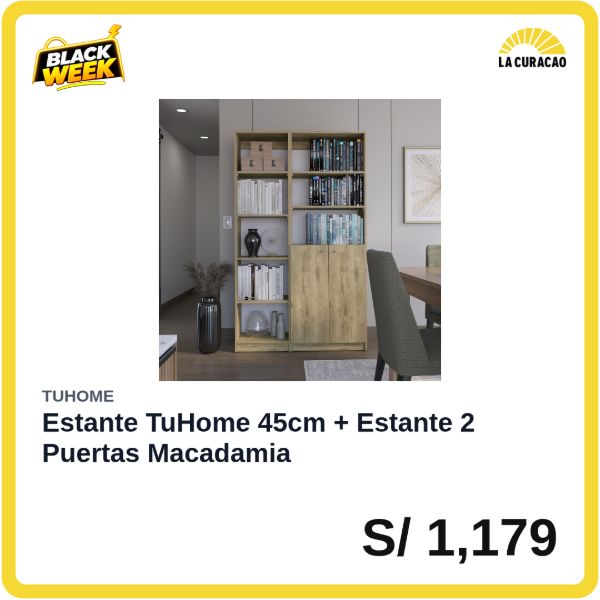 BLACK
WEEK
LA CURACAO
TUHOME
Estante TuHome 45cm + Estante 2
Puertas Macadamia
S/ 1,179